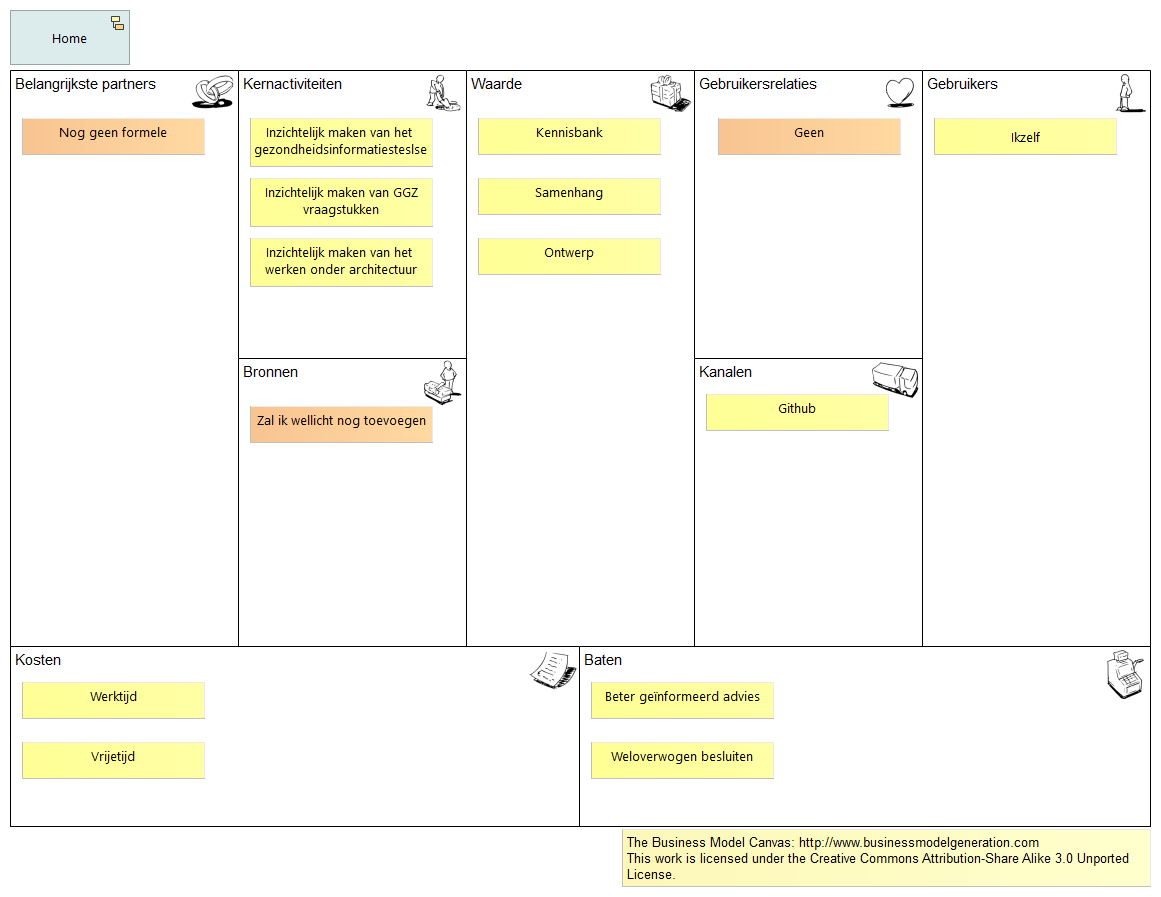 Home
Belangrijkste partners
Nog geen formele
Kernactiviteiten
Inzichtelijk maken van het
gezondheidsinformatiesteslse
Inzichtelijk maken van GGZ
vraagstukken
Inzichtelijk maken van het
werken onder architectuur
Bronnen
Zal ik wellicht nog toevoegen
Waarde
Kennisbank
Samenhang
Ontwerp
Gebruikersrelaties
Geen
Kanalen
Github
Gebruikers
Ikzelf
Kosten
Werktijd
Vrijetijd
Baten
Beter geïnformeerd advies
Weloverwogen besluiten
The Business Model Canvas: http://www.businessmodelgeneration.com
This work is licensed under the Creative Commons Attribution-Share Alike 3.0 Unported
License.